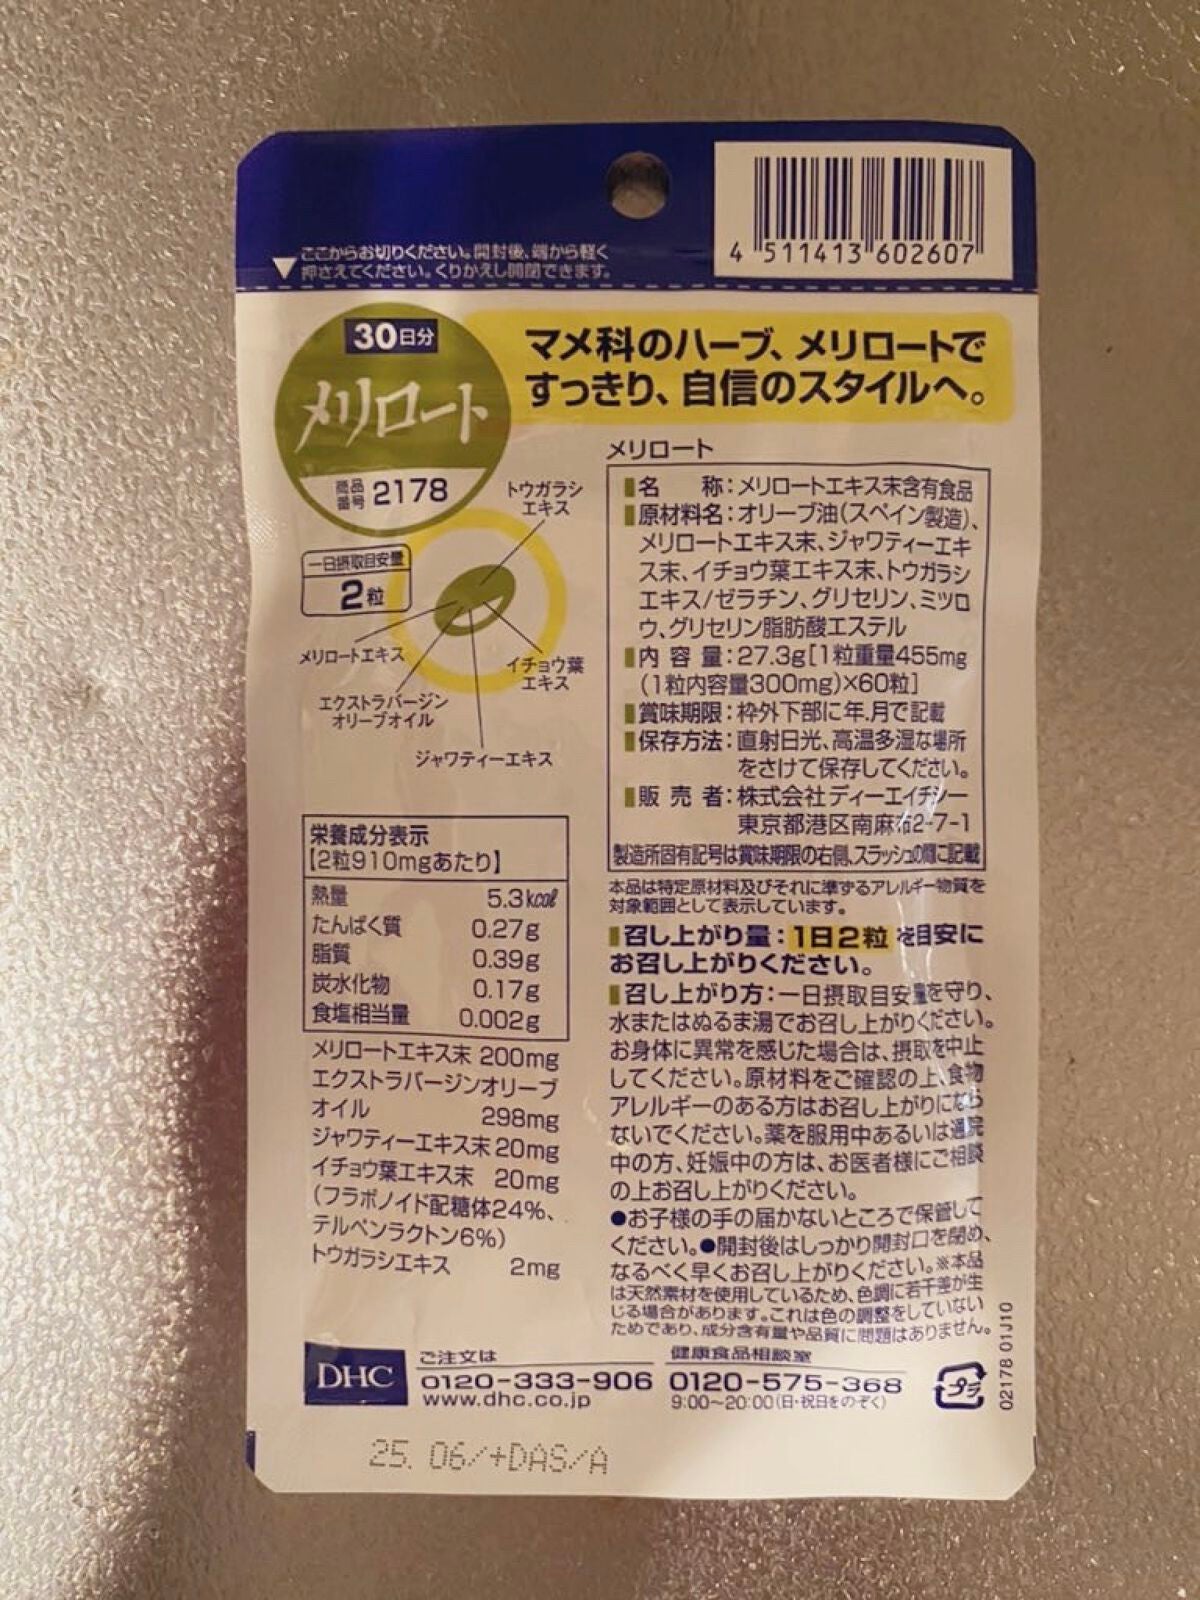 4 511413 602607
ここからお切りください。開封後、端から軽く
押さえてください。くりかえし開閉できます。
30日分
メリロート
商品
番号 2178
マメ科のハーブ、メリロートで
すっきり、自信のスタイルへ。
トウガラシ
エキス
一日摂取目安量
2粒
メリロートエキス
イチョウ葉
エキス
エクストラバージン
オリーブオイル
ジャワティーエキス
メリロート
名 称：メリロートエキス末含有食品
原材料名：オリーブ油（スペイン製造）、
メリロートエキス末、ジャワティーエキ
ス末、イチョウ葉エキス末、トウガラシ
エキス/ゼラチン、グリセリン、ミツロ
ウ、グリセリン脂肪酸エステル
内 容 量：27.3g［1粒重量455mg
（1粒内容量300mg）×60粒］
賞味期限：枠外下部に年.月で記載
保存方法：直射日光、高温多湿な場所
をさけて保存してください。
販 売 者：株式会社ディーエイチシー
東京都港区南麻布2-7-1
製造所固有記号は賞味期限の右側、スラッシュの間に記載
本品は特定原材料及びそれに準ずるアレルギー物質を
対象範囲として表示しています。
召し上がり量：1日2粒を目安に
お召し上がりください。
召し上がり方：一日摂取目安量を守り、
水またはぬるま湯でお召し上がりください。
お身体に異常を感じた場合は、摂取を中止
してください。原材料をご確認の上、食物
アレルギーのある方はお召し上がりになら
ないでください。薬を服用中あるいは通院
中の方、妊娠中の方は、お医者様にご相談
の上お召し上がりください。
●お子様の手の届かないところで保管して
ください。●開封後はしっかり開封口を閉め、
なるべく早くお召し上がりください。※本品
は天然素材を使用しているため、色調に若干差が生
じる場合があります。これは色の調整をしていない
ためであり、成分含有量や品質に問題はありません。
栄養成分表示
【2粒910mgあたり】
熱量 5.3kcal
たんぱく質 0.27g
脂質 0.39g
炭水化物 0.17g
食塩相当量 0.002g
メリロートエキス末 200mg
エクストラバージンオリーブ
オイル 298mg
ジャワティーエキス末 20mg
イチョウ葉エキス末 20mg
（フラボノイド配糖体24%、
テルペンラクトン6%）
トウガラシエキス 2mg
DHC
ご注文は
0120-333-906
www.dhc.co.jp
健康食品相談室
0120-575-368
9:00～20:00（日・祝日をのぞく）
プラ
02178 01J10
25. 06/+DAS/A